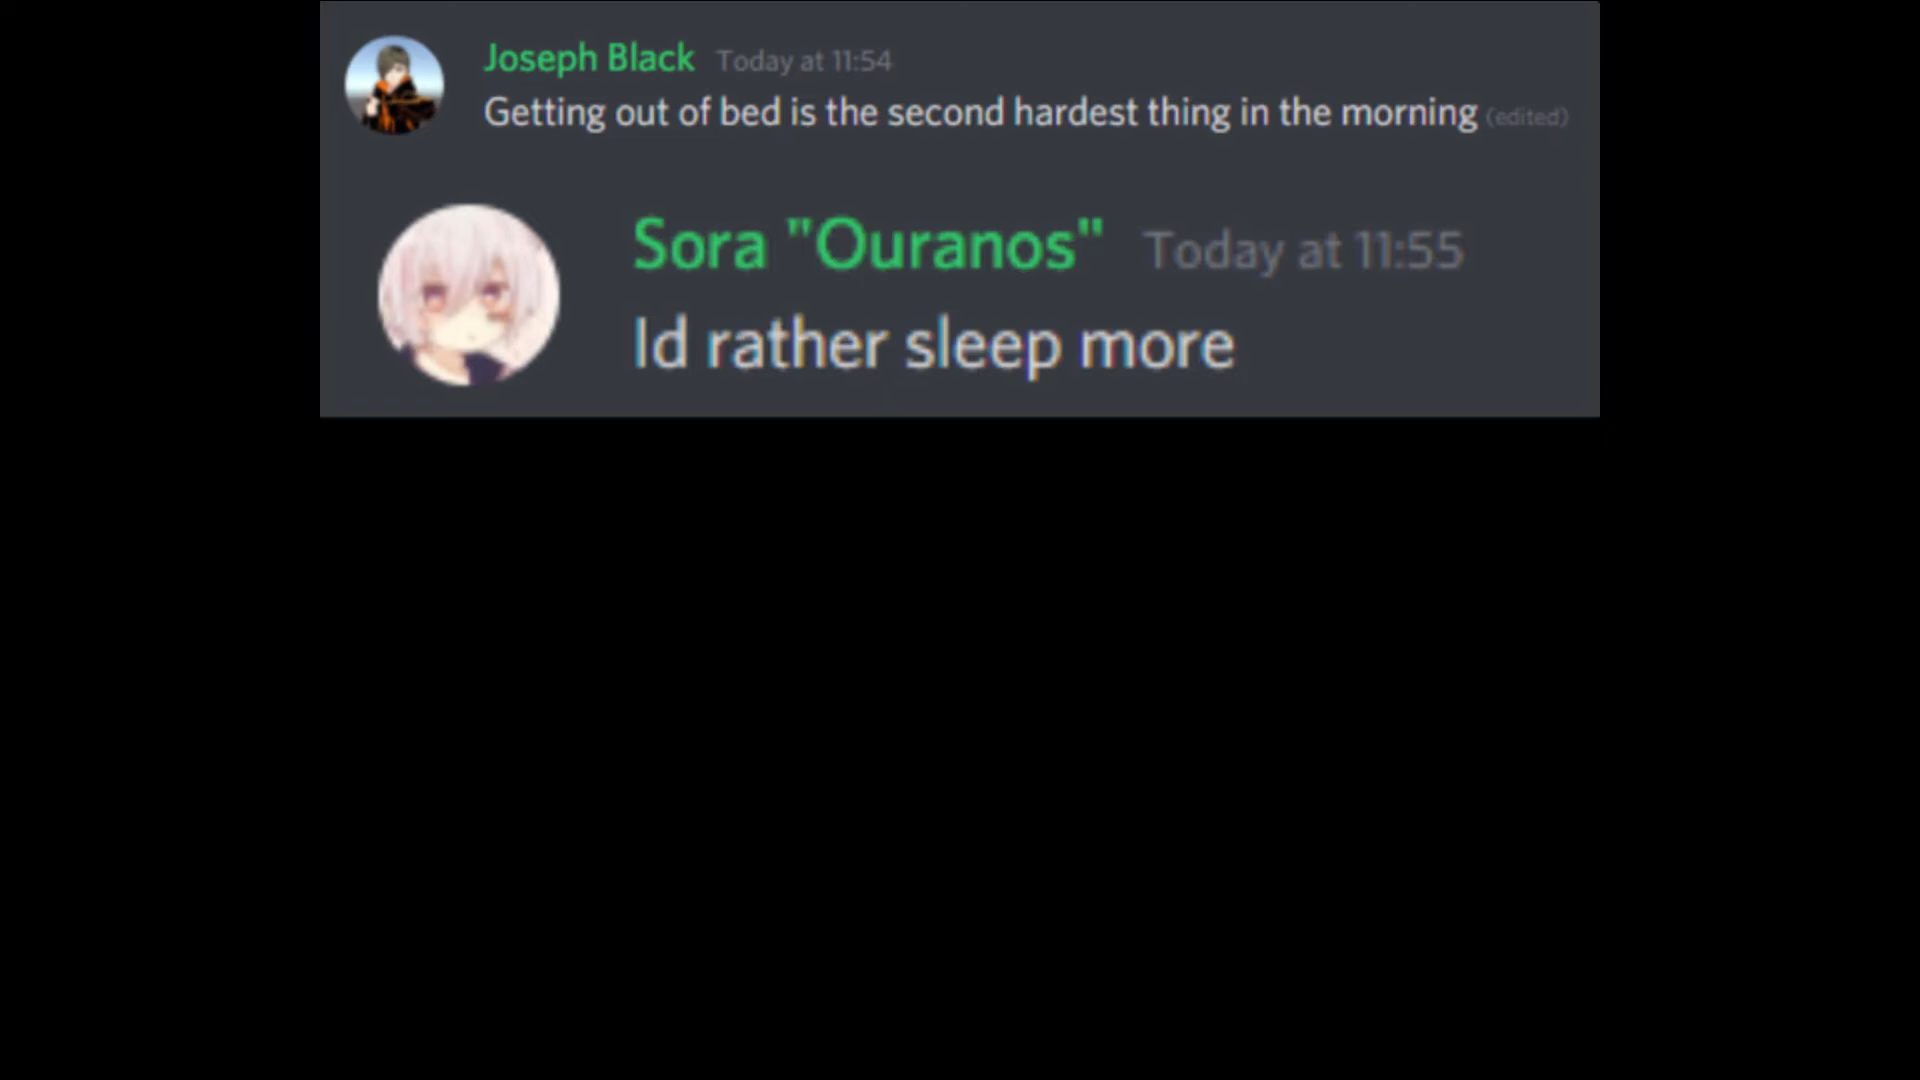 Joseph Black Today at 11:54
Getting out of bed is the second hardest thing in the morning (edited)
Sora "Ouranos" Today at 11:55
Id rather sleep more